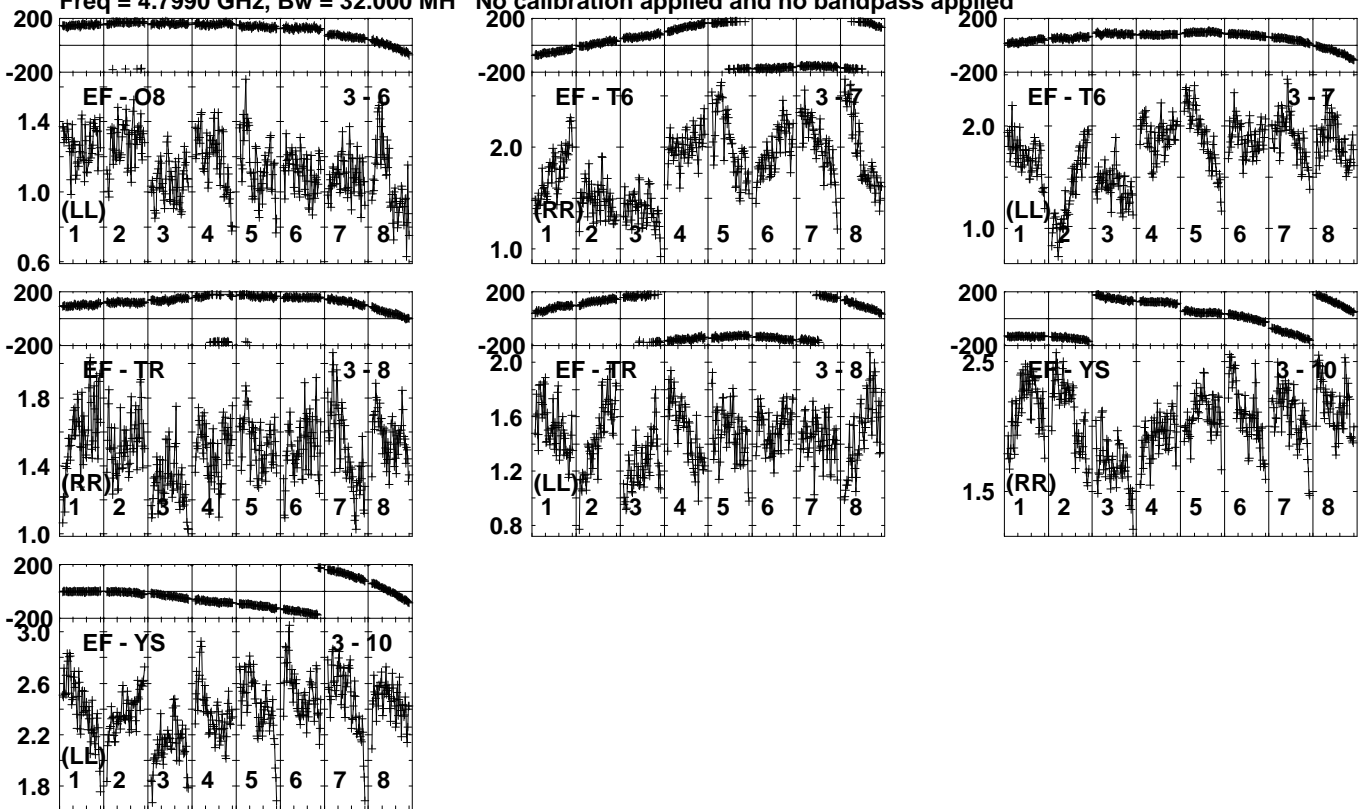 Freq = 4.7990 GHz, Bw = 32.000 MH No calibration applied and no bandpass applied
200
-200
EF - O8 3 - 6
1.4
1.0
0.6
(LL)
1 2 3 4 5 6 7 8
200
-200
EF - T6 3 - 7
2.0
1.0
(RR)
1 2 3 4 5 6 7 8
200
-200
EF - T6 3 - 7
2.0
1.0
(LL)
1 2 3 4 5 6 7 8
200
-200
EF - TR 3 - 8
1.8
1.4
1.0
(RR)
1 2 3 4 5 6 7 8
200
-200
2.0
EF - TR 3 - 8
1.6
1.2
0.8
(LL)
1 2 3 4 5 6 7 8
200
-200
2.5
EF - YS 3 - 10
1.5
(RR)
1 2 3 4 5 6 7 8
200
-200
3.0
EF - YS 3 - 10
2.6
2.2
1.8
(LL)
1 2 3 4 5 6 7 8